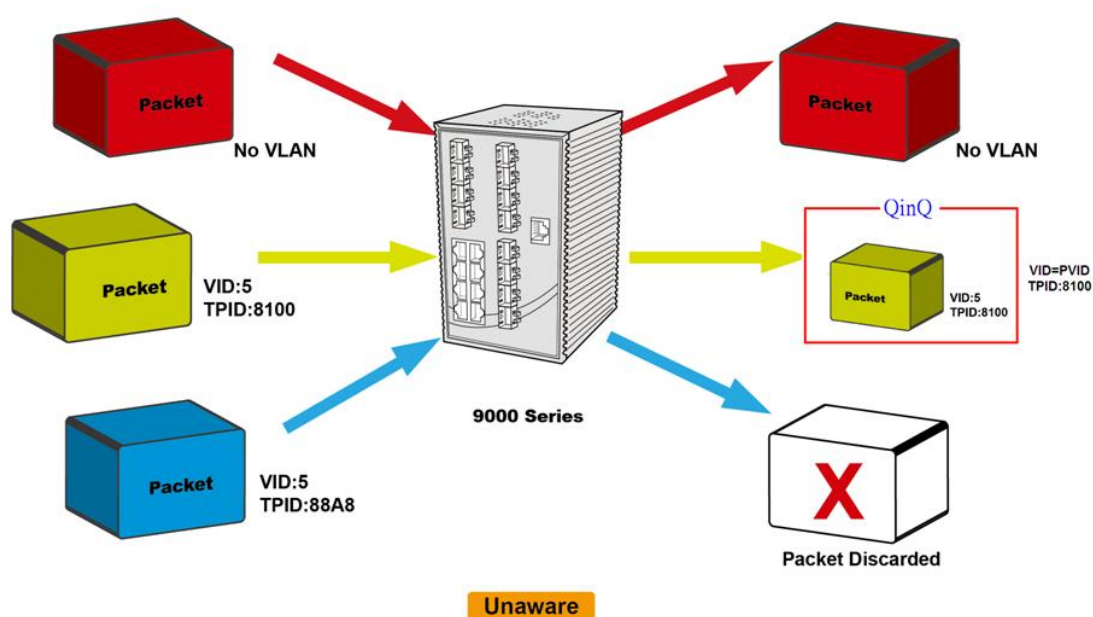 Packet
No VLAN
Packet
VID:5
TPID:8100
Packet
VID:5
TPID:88A8
9000 Series
Packet
No VLAN
QinQ
Packet
VID:5
TPID:8100
VID=PVID
TPID:8100
X
Packet Discarded
Unaware